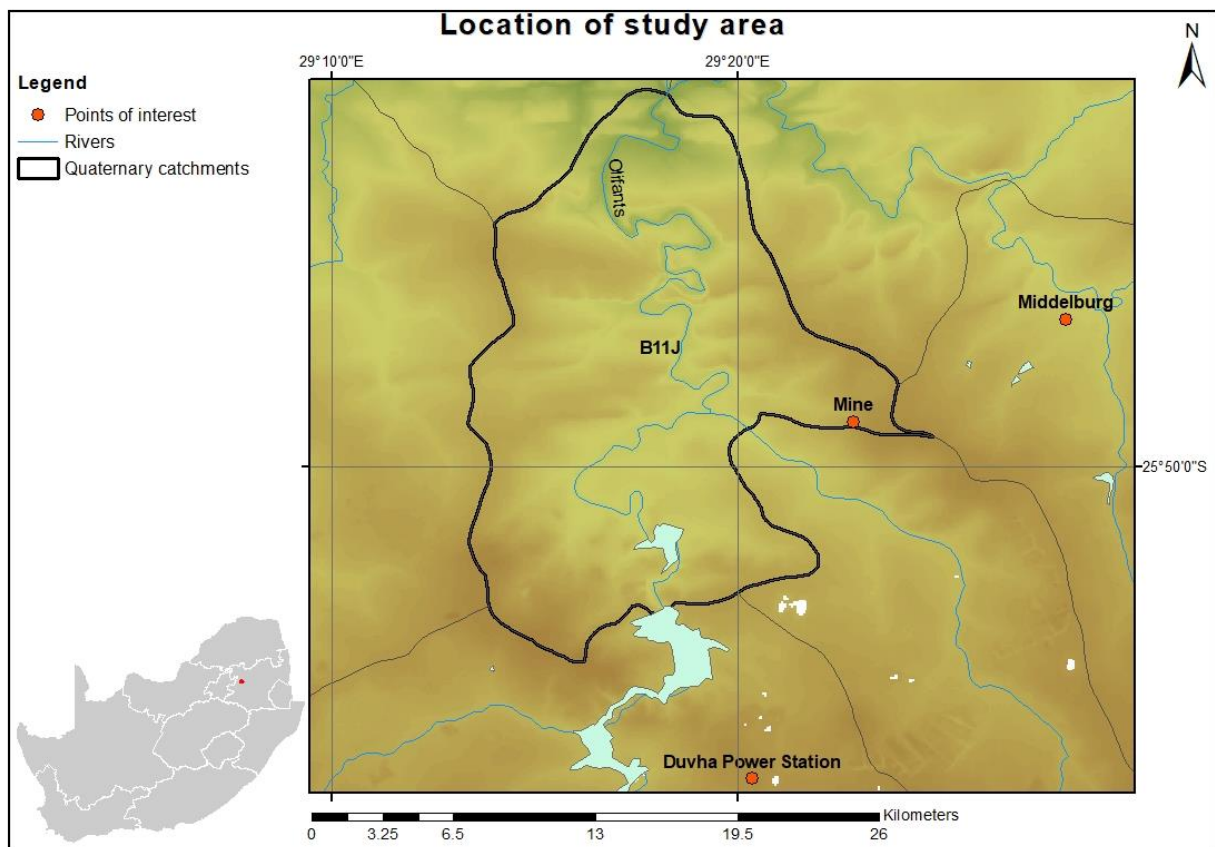 Location of study area
N
29°10'0"E
29°20'0"E
Legend
Points of interest
Rivers
Quaternary catchments
Olifants
Middelburg
B11J
Mine
25°50'0"S
Duvha Power Station
Kilometers
0 3.25 6.5 13 19.5 26